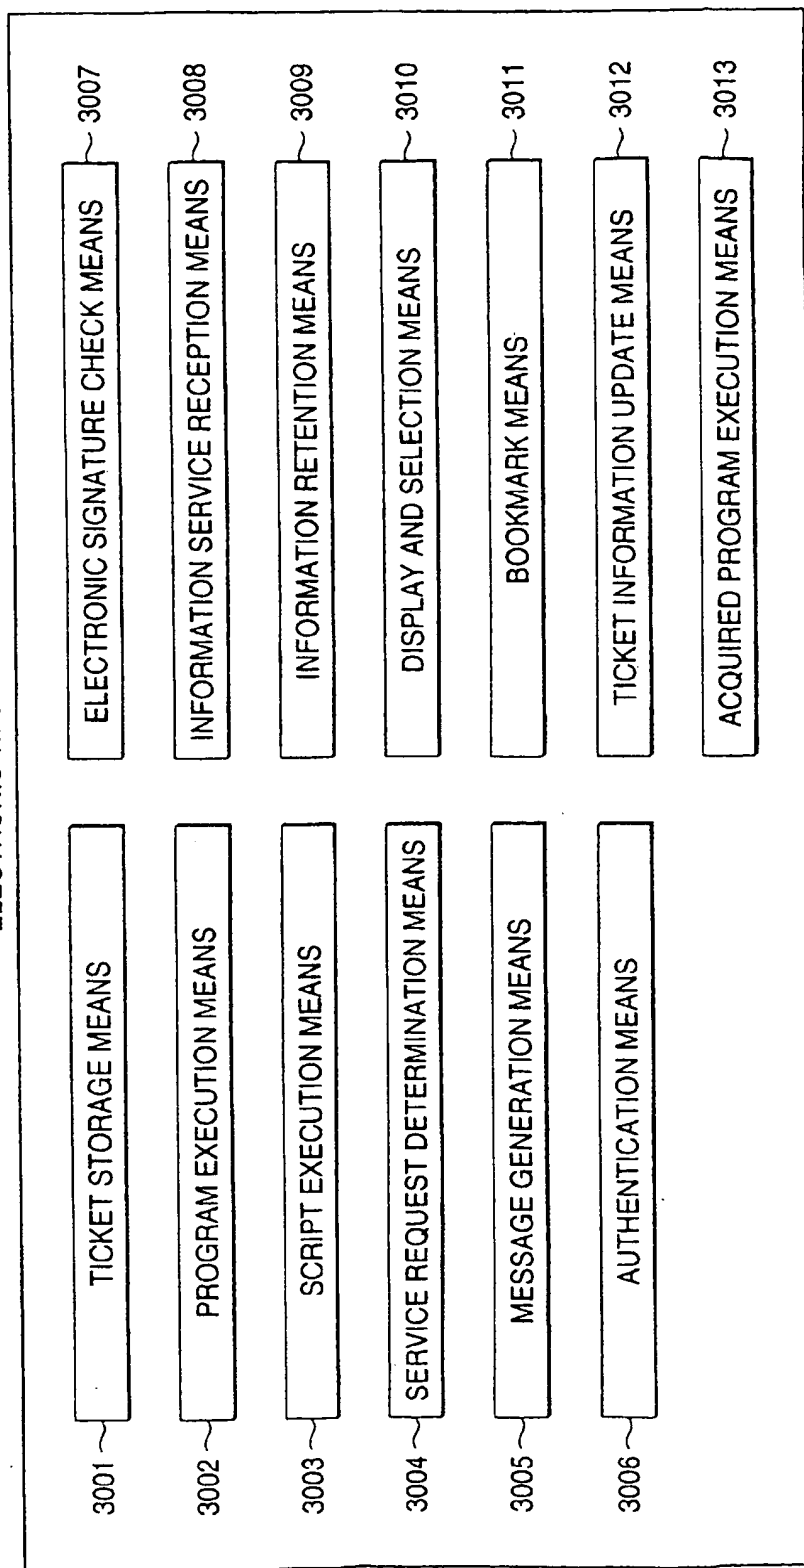 3001 TICKET STORAGE MEANS
3002 PROGRAM EXECUTION MEANS
3003 SCRIPT EXECUTION MEANS
3004 SERVICE REQUEST DETERMINATION MEANS
3005 MESSAGE GENERATION MEANS
3006 AUTHENTICATION MEANS
ELECTRONIC SIGNATURE CHECK MEANS 3007
INFORMATION SERVICE RECEPTION MEANS 3008
INFORMATION RETENTION MEANS 3009
DISPLAY AND SELECTION MEANS 3010
BOOKMARK MEANS 3011
TICKET INFORMATION UPDATE MEANS 3012
ACQUIRED PROGRAM EXECUTION MEANS 3013